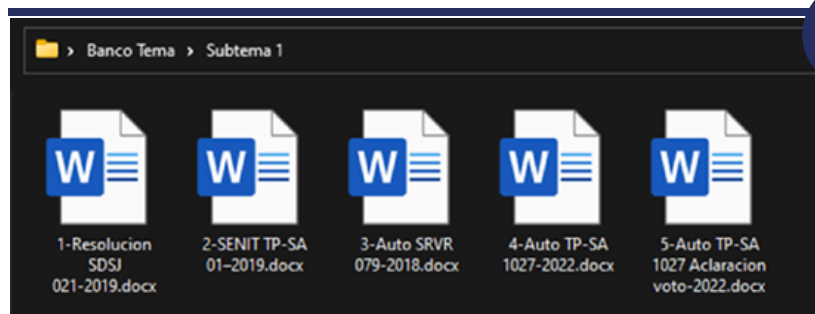 Banco Tema > Subtema 1
W W W W W
1-Resolucion
SDSJ
021-2019.docx
2-SENIT TP-SA
01–2019.docx
3-Auto SRVR
079-2018.docx
4-Auto TP-SA
1027-2022.docx
5-Auto TP-SA
1027 Aclaracion
voto-2022.docx